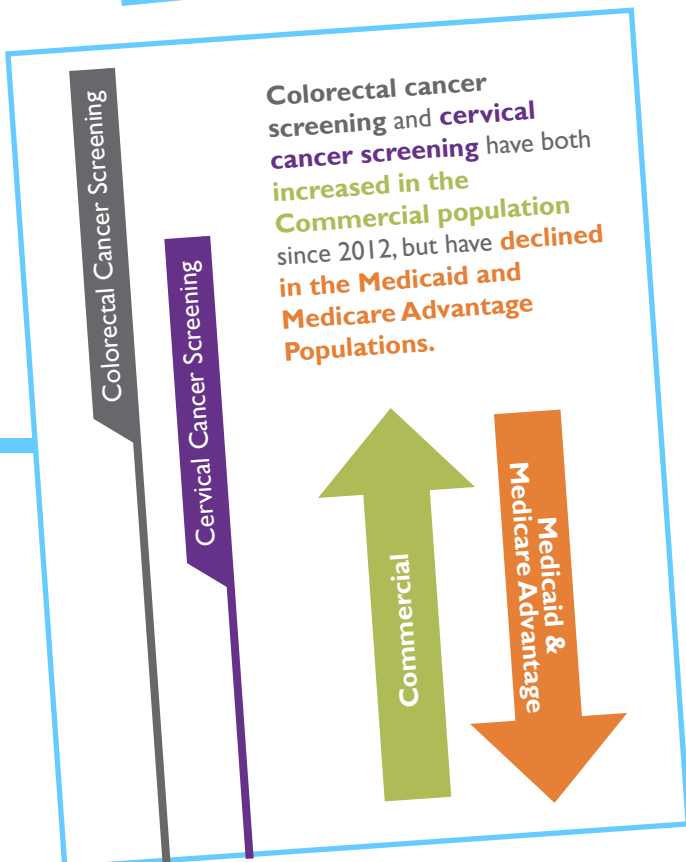 Colorectal Cancer Screening
Cervical Cancer Screening
Colorectal cancer
screening and cervical
cancer screening have both
increased in the
Commercial population
since 2012, but have declined
in the Medicaid and
Medicare Advantage
Populations.
Commercial
Medicaid &
Medicare Advantage